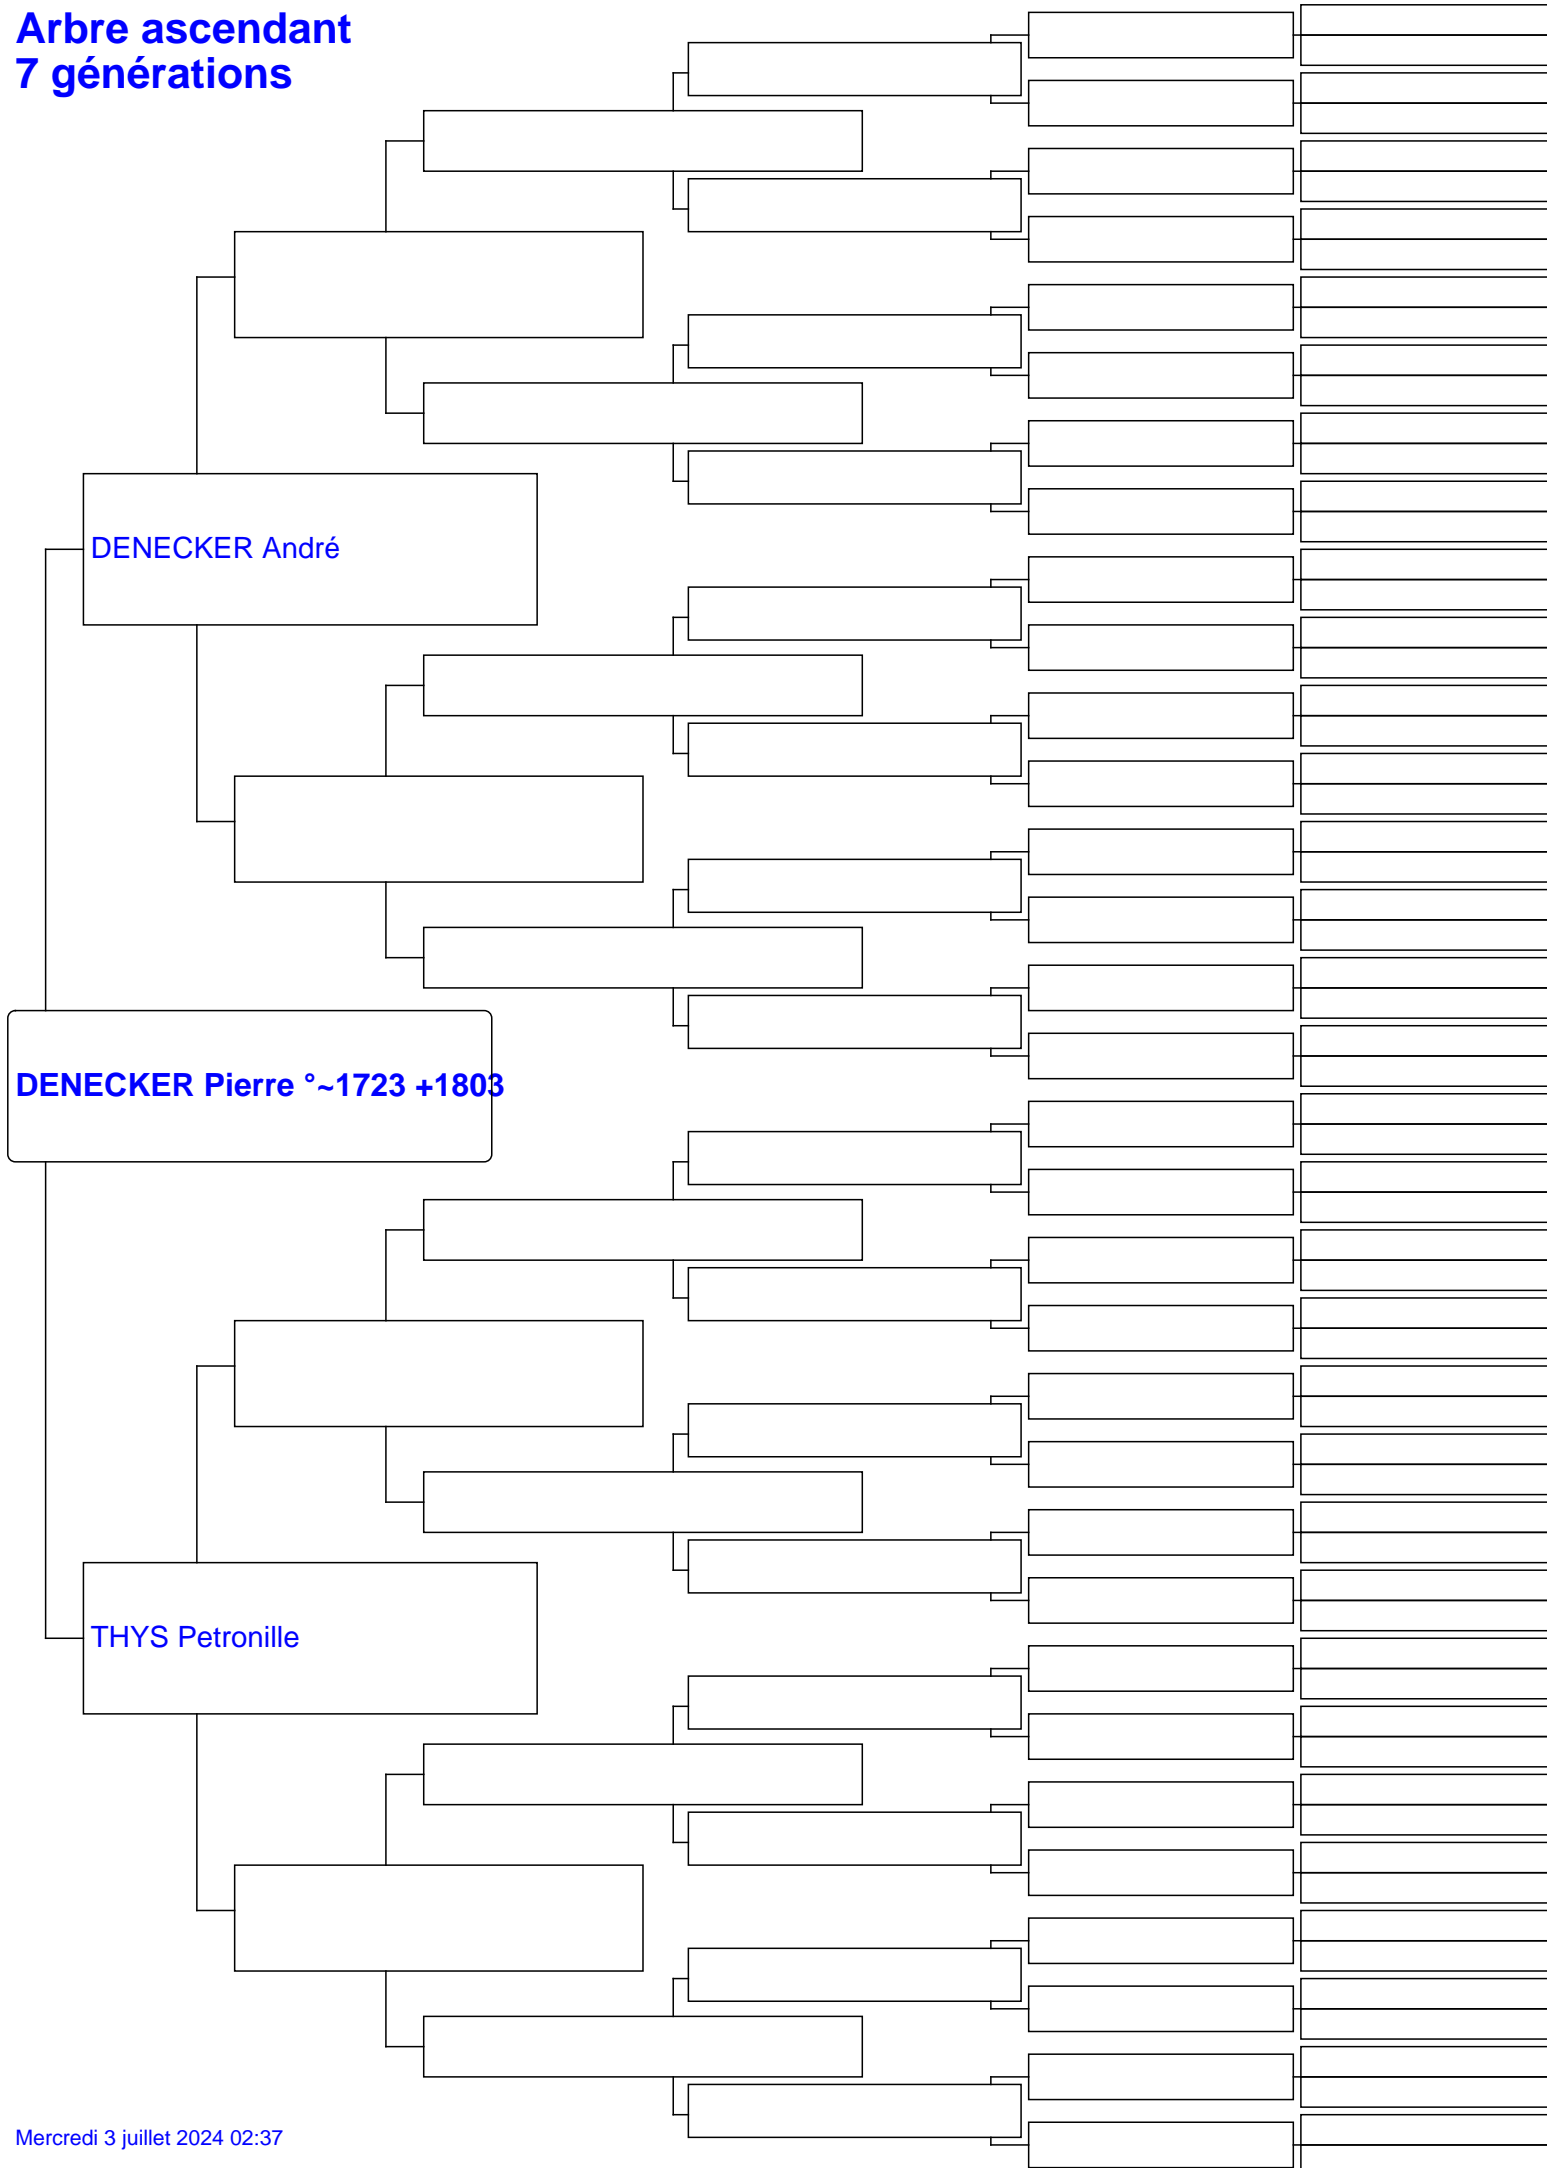 Arbre ascendant
7 générations
DENECKER André
DENECKER Pierre °~1723 +1803
THYS Petronille
Mercredi 3 juillet 2024 02:37